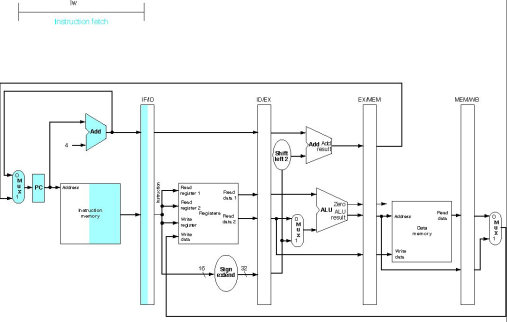 lw
Instruction fetch
IF/ID
ID/EX
EX/MEM
MEM/WB
Add
4
Shift
left 2
Add Add
result
0
M
u
x
1
PC
Address
Instruction
memory
Instruction
Read
register 1
Read
data 1
Read
register 2
Registers
Read
data 2
Write
register
Write
data
0
M
u
x
1
Zero
ALU
ALU
result
Address
Read
data
Data
memory
Write
data
0
M
u
x
1
16
Sign
extend
32